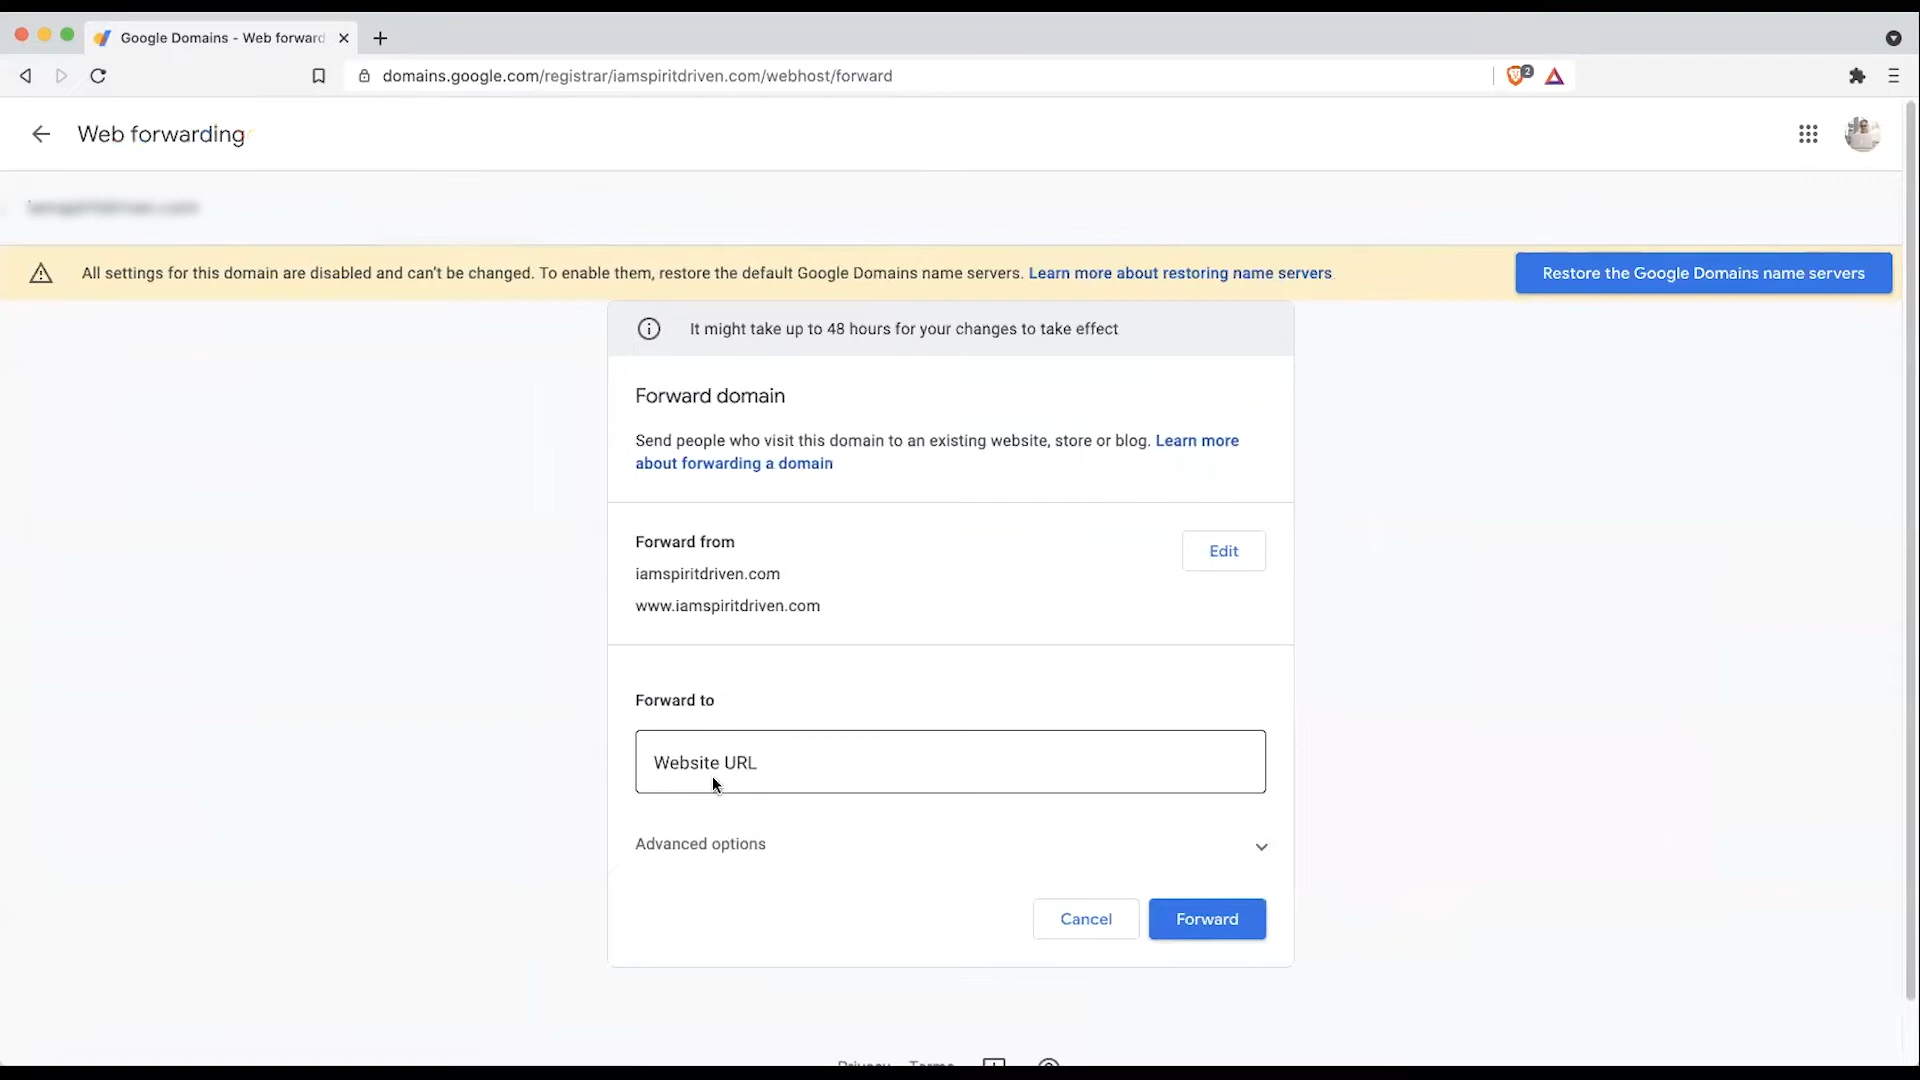 Google Domains - Web forward
domains.google.com/registrar/iamspiritdriven.com/webhost/forward
2
Web forwarding
All settings for this domain are disabled and can't be changed. To enable them, restore the default Google Domains name servers. Learn more about restoring name servers
Restore the Google Domains name servers
It might take up to 48 hours for your changes to take effect
Forward domain
Send people who visit this domain to an existing website, store or blog. Learn more
about forwarding a domain
Forward from
Edit
iamspiritdriven.com
www.iamspiritdriven.com
Forward to
Website URL
Advanced options
Cancel
Forward